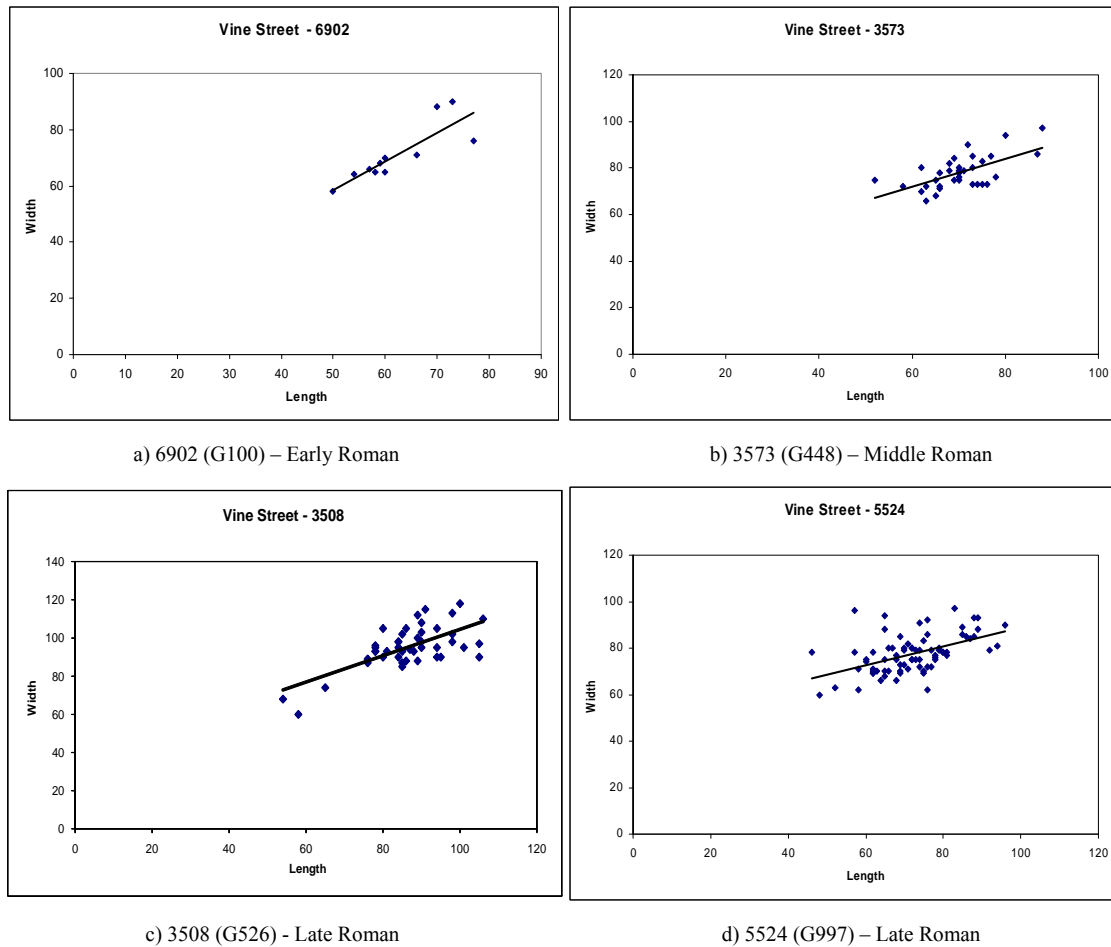 Vine Street - 6902
100
80
60
40
20
0
Width
0 10 20 30 40 50 60 70 80 90
Length
a) 6902 (G100) – Early Roman
Vine Street - 3573
120
100
80
60
40
20
0
Width
0 20 40 60 80 100
Length
b) 3573 (G448) – Middle Roman
Vine Street - 3508
140
120
100
80
60
40
20
0
Width
0 20 40 60 80 100 120
Length
c) 3508 (G526) - Late Roman
Vine Street - 5524
120
100
80
60
40
20
0
Width
0 20 40 60 80 100 120
Length
d) 5524 (G997) – Late Roman